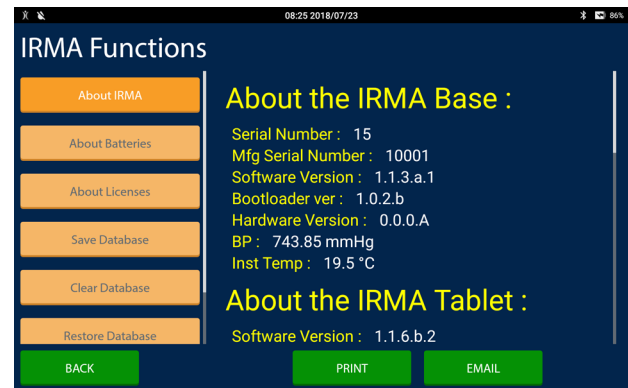 08:25 2018/07/23
86%
IRMA Functions
About IRMA
About Batteries
About Licenses
Save Database
Clear Database
Restore Database
About the IRMA Base :
Serial Number : 15
Mfg Serial Number : 10001
Software Version : 1.1.3.a.1
Bootloader ver : 1.0.2.b
Hardware Version : 0.0.0.A
BP : 743.85 mmHg
Inst Temp : 19.5 °C
About the IRMA Tablet :
Software Version : 1.1.6.b.2
BACK
PRINT
EMAIL